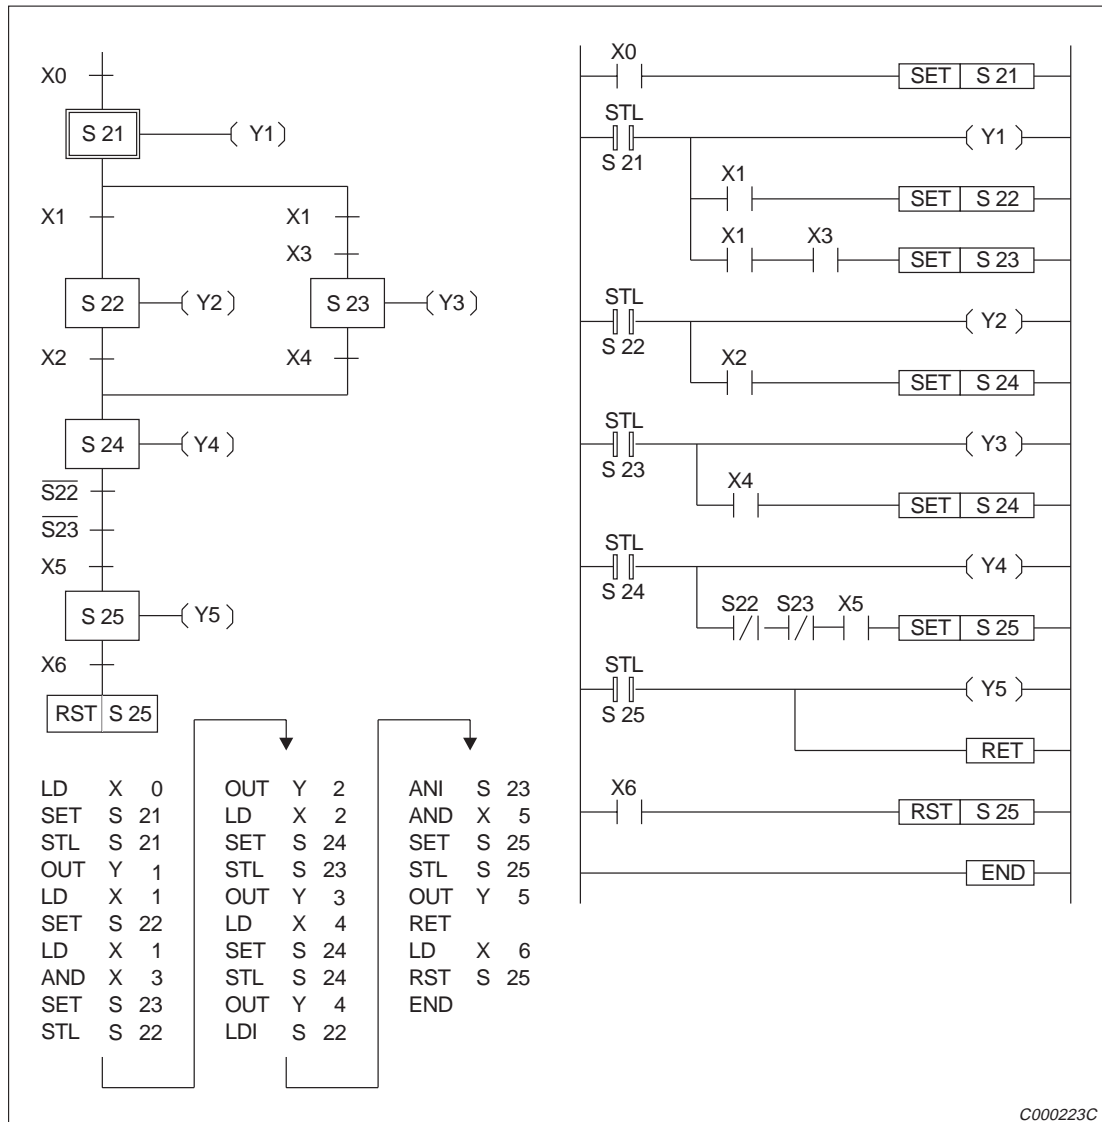 X0
S 21
Y1
X1
X1
X3
S 22
Y2
S 23
Y3
X2
X4
S 24
Y4
S22
S23
X5
S 25
Y5
X6
RST S 25
LD X 0
SET S 21
STL S 21
OUT Y 1
LD X 1
SET S 22
LD X 1
AND X 3
SET S 23
STL S 22
OUT Y 2
LD X 2
SET S 24
STL S 23
OUT Y 3
LD X 4
SET S 24
STL S 24
OUT Y 4
LDI S 22
ANI S 23
AND X 5
SET S 25
STL S 25
OUT Y 5
RET
LD X 6
RST S 25
END
X0
SET S 21
STL
S 21
Y1
X1
SET S 22
X1 X3
SET S 23
STL
S 22
Y2
X2
SET S 24
STL
S 23
Y3
X4
SET S 24
STL
S 24
Y4
S22 S23 X5
SET S 25
STL
S 25
Y5
RET
X6
RST S 25
END
C000223C